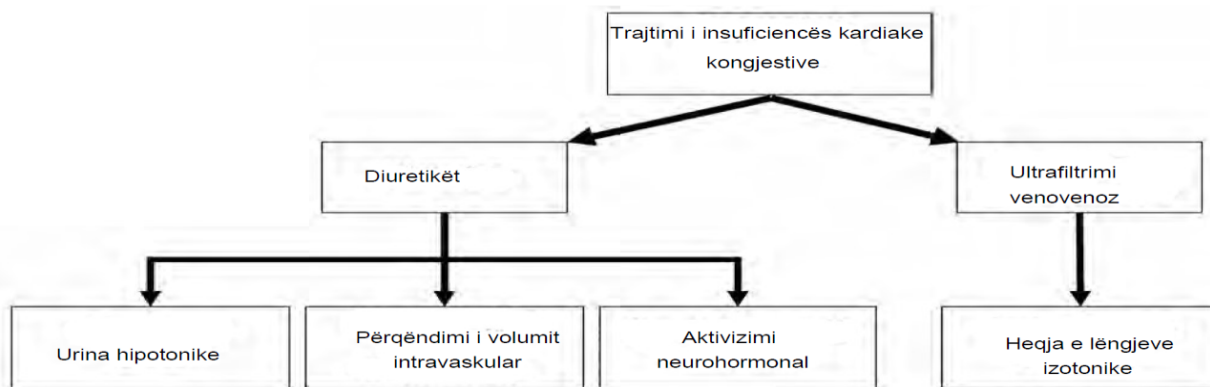 Trajtimi i insuficiencës kardiake
kongjestive
Diuretikët
Ultrafiltrimi
venovenoz
Urina hipotonike
Përqëndimi i volumit
intravaskular
Aktivizimi
neurohormonal
Heqja e lëngjeve
izotonike